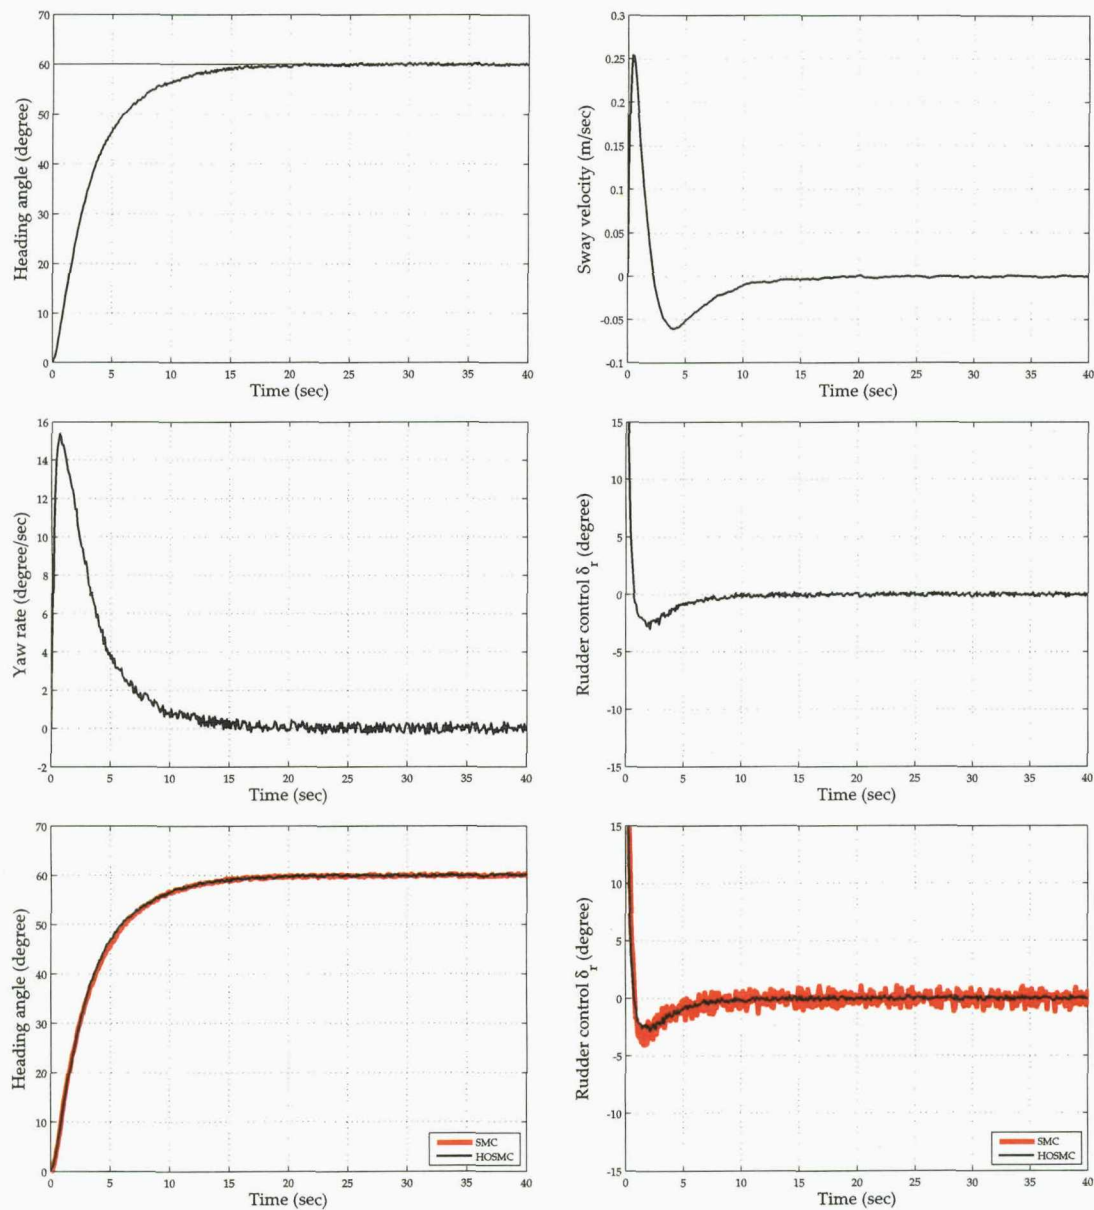 70
60
50
40
30
20
10
0
Heading angle (degree)
0 5 10 15 20 25 30 35 40
Time (sec)
0.3
0.25
0.2
0.15
0.1
0.05
0
-0.05
-0.1
Sway velocity (m/sec)
0 5 10 15 20 25 30 35 40
Time (sec)
16
14
12
10
8
6
4
2
0
-2
Yaw rate (degree/sec)
0 5 10 15 20 25 30 35 40
Time (sec)
15
10
5
0
-5
-10
-15
Rudder control δr (degree)
0 5 10 15 20 25 30 35 40
Time (sec)
70
60
50
40
30
20
10
0
Heading angle (degree)
SMC
HOSMC
0 5 10 15 20 25 30 35 40
Time (sec)
15
10
5
0
-5
-10
-15
Rudder control δr (degree)
SMC
HOSMC
0 5 10 15 20 25 30 35 40
Time (sec)